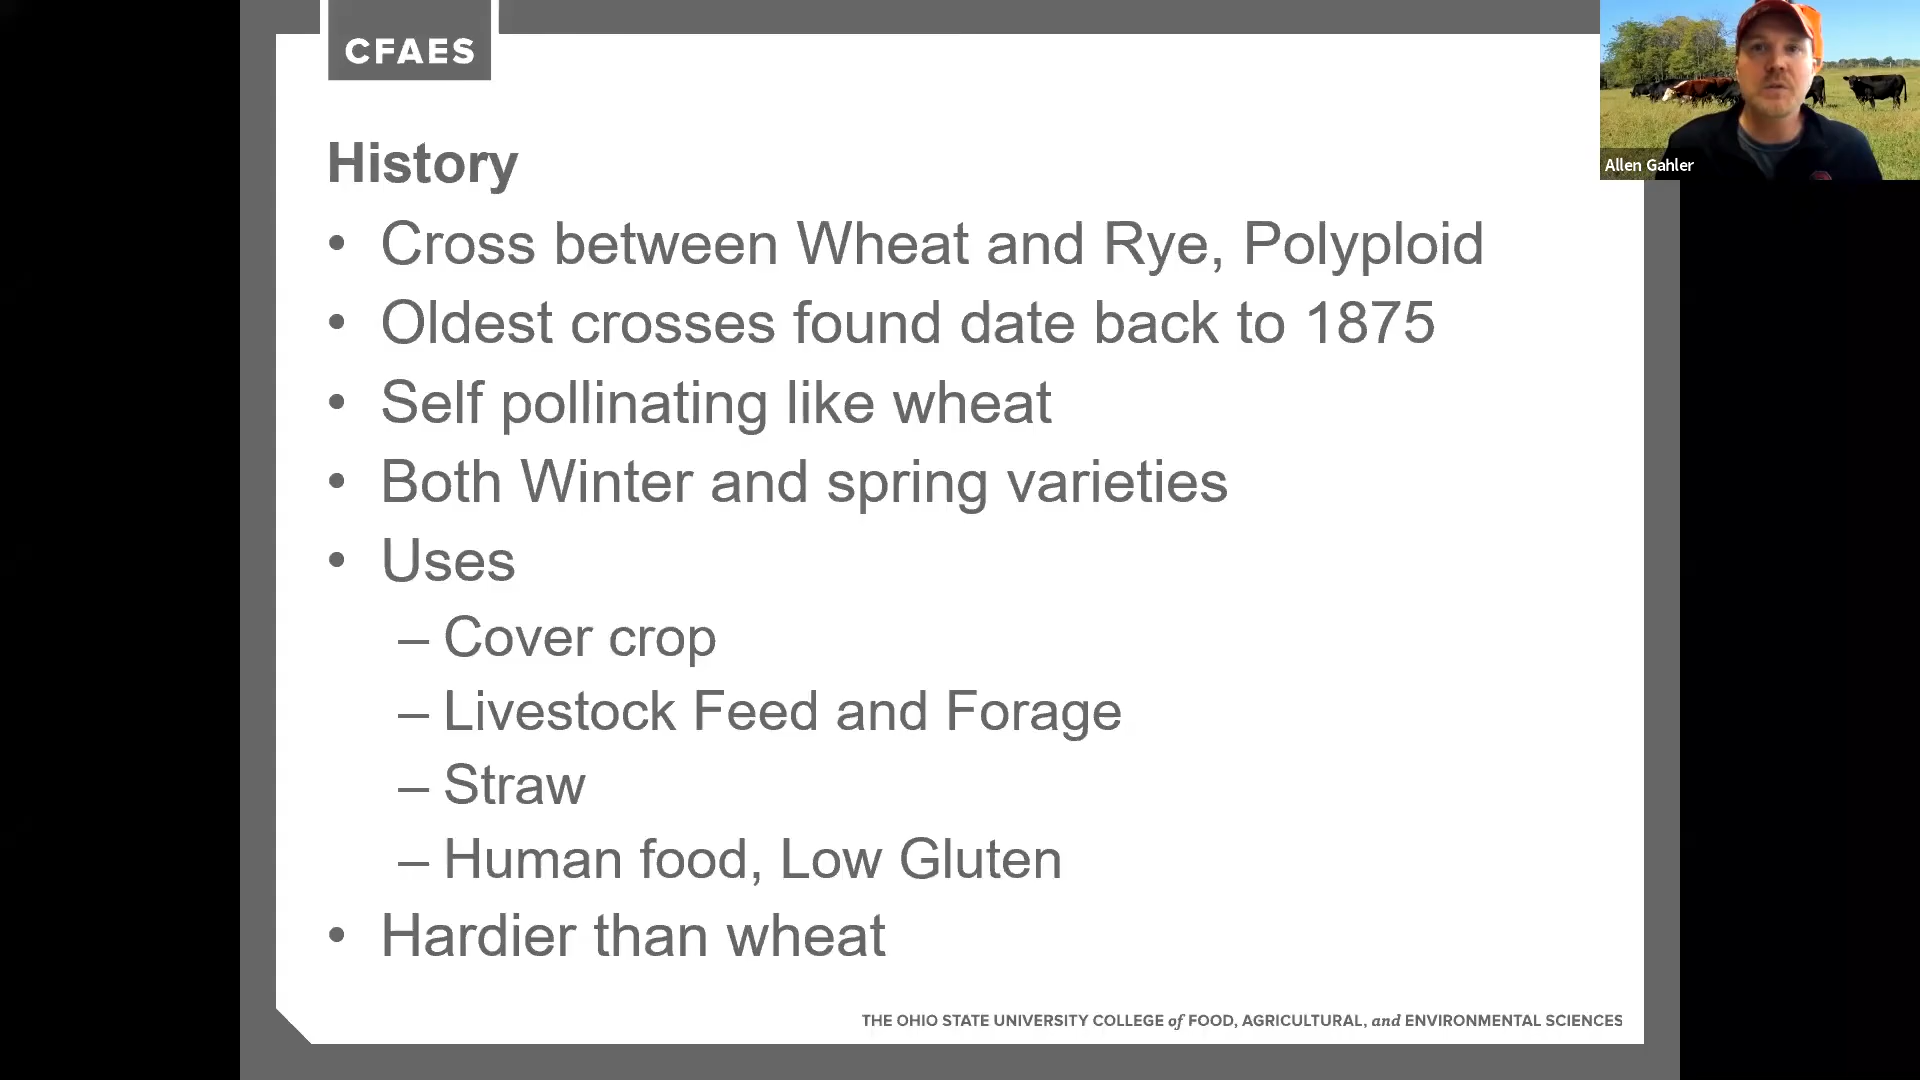 CFAES
Allen Gahler
History
• Cross between Wheat and Rye, Polyploid
• Oldest crosses found date back to 1875
• Self pollinating like wheat
• Both Winter and spring varieties
• Uses
– Cover crop
– Livestock Feed and Forage
– Straw
– Human food, Low Gluten
• Hardier than wheat
THE OHIO STATE UNIVERSITY COLLEGE of FOOD, AGRICULTURAL, and ENVIRONMENTAL SCIENCES